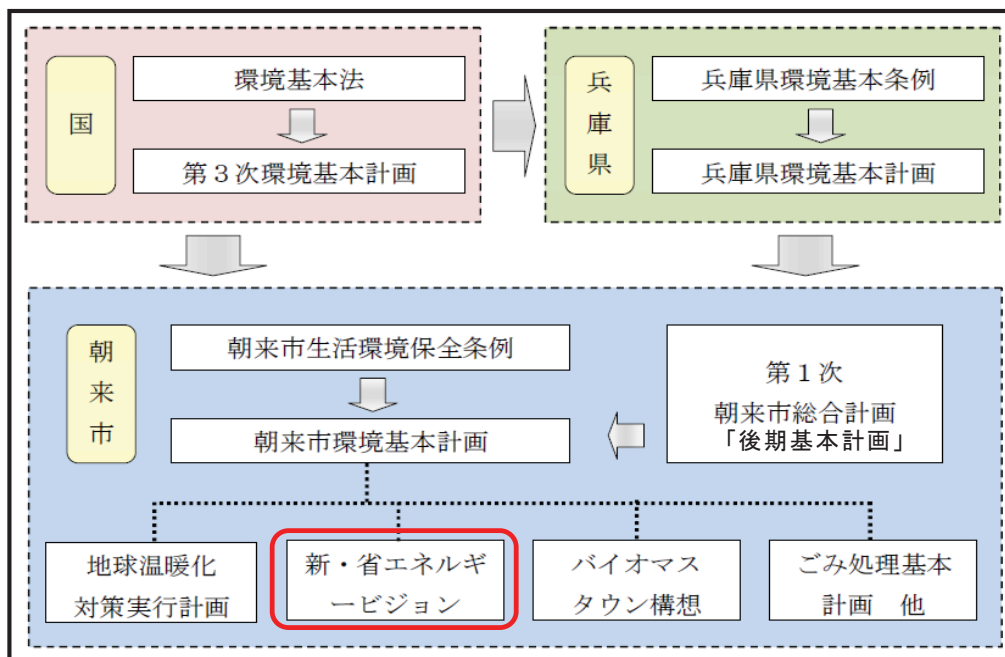 国
環境基本法
第３次環境基本計画
兵庫県
兵庫県環境基本条例
兵庫県環境基本計画
朝来市
朝来市生活環境保全条例
朝来市環境基本計画
第１次
朝来市総合計画
「後期基本計画」
地球温暖化
対策実行計画
新・省エネルギ
ービジョン
バイオマス
タウン構想
ごみ処理基本
計画　他